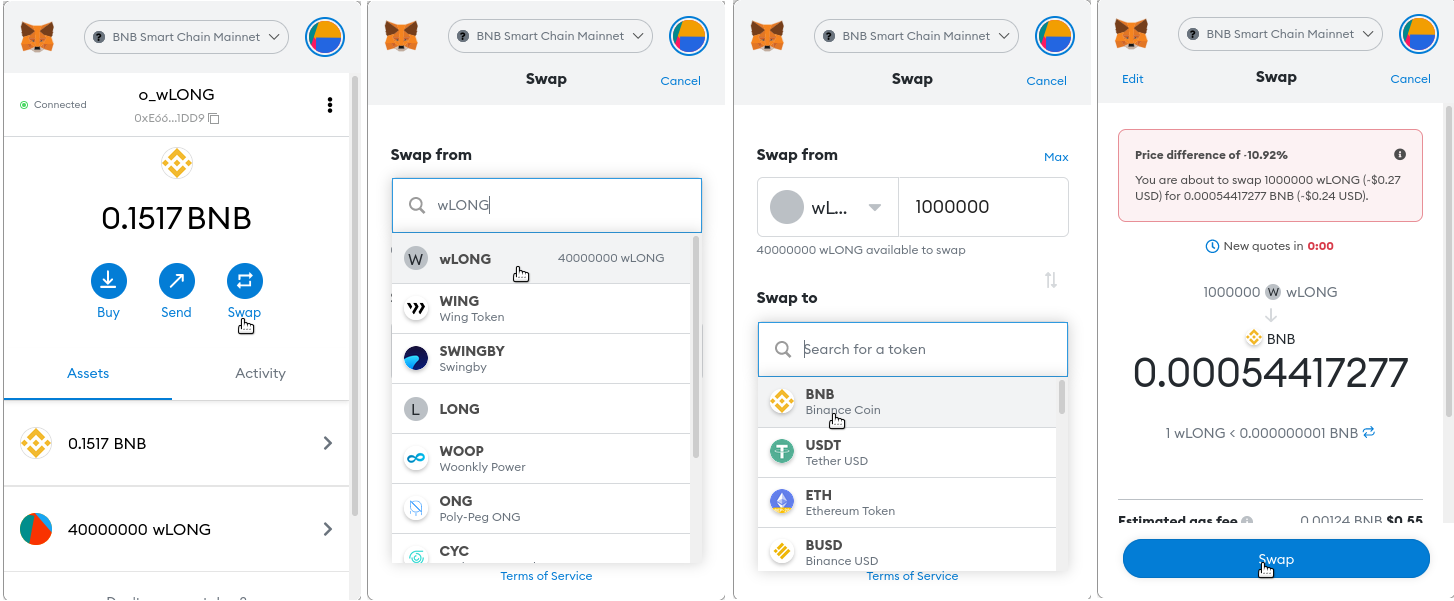 BNB Smart Chain Mainnet
Connected
o_wLONG
0xE66...1DD9
0.1517 BNB
Buy
Send
Swap
Assets
Activity
0.1517 BNB
40000000 wLONG
BNB Smart Chain Mainnet
Swap
Cancel
Swap from
wLONG
W
wLONG
40000000 wLONG
WING
Wing Token
SWINGBY
Swingby
L
LONG
WOOP
Woonkly Power
ONG
Poly-Peg ONG
CYC
Terms of Service
BNB Smart Chain Mainnet
Swap
Cancel
Swap from
Max
wL...
1000000
40000000 wLONG available to swap
Swap to
Search for a token
BNB
Binance Coin
USDT
Tether USD
ETH
Ethereum Token
BUSD
Binance USD
Terms of Service
BNB Smart Chain Mainnet
Edit
Swap
Cancel
Price difference of -10.92%
You are about to swap 1000000 wLONG (-$0.27
USD) for 0.00054417277 BNB (-$0.24 USD).
New quotes in 0:00
1000000 W wLONG
BNB
0.00054417277
1 wLONG < 0.000000001 BNB
Estimated gas fee
0.00124 BNB $0.55
Swap